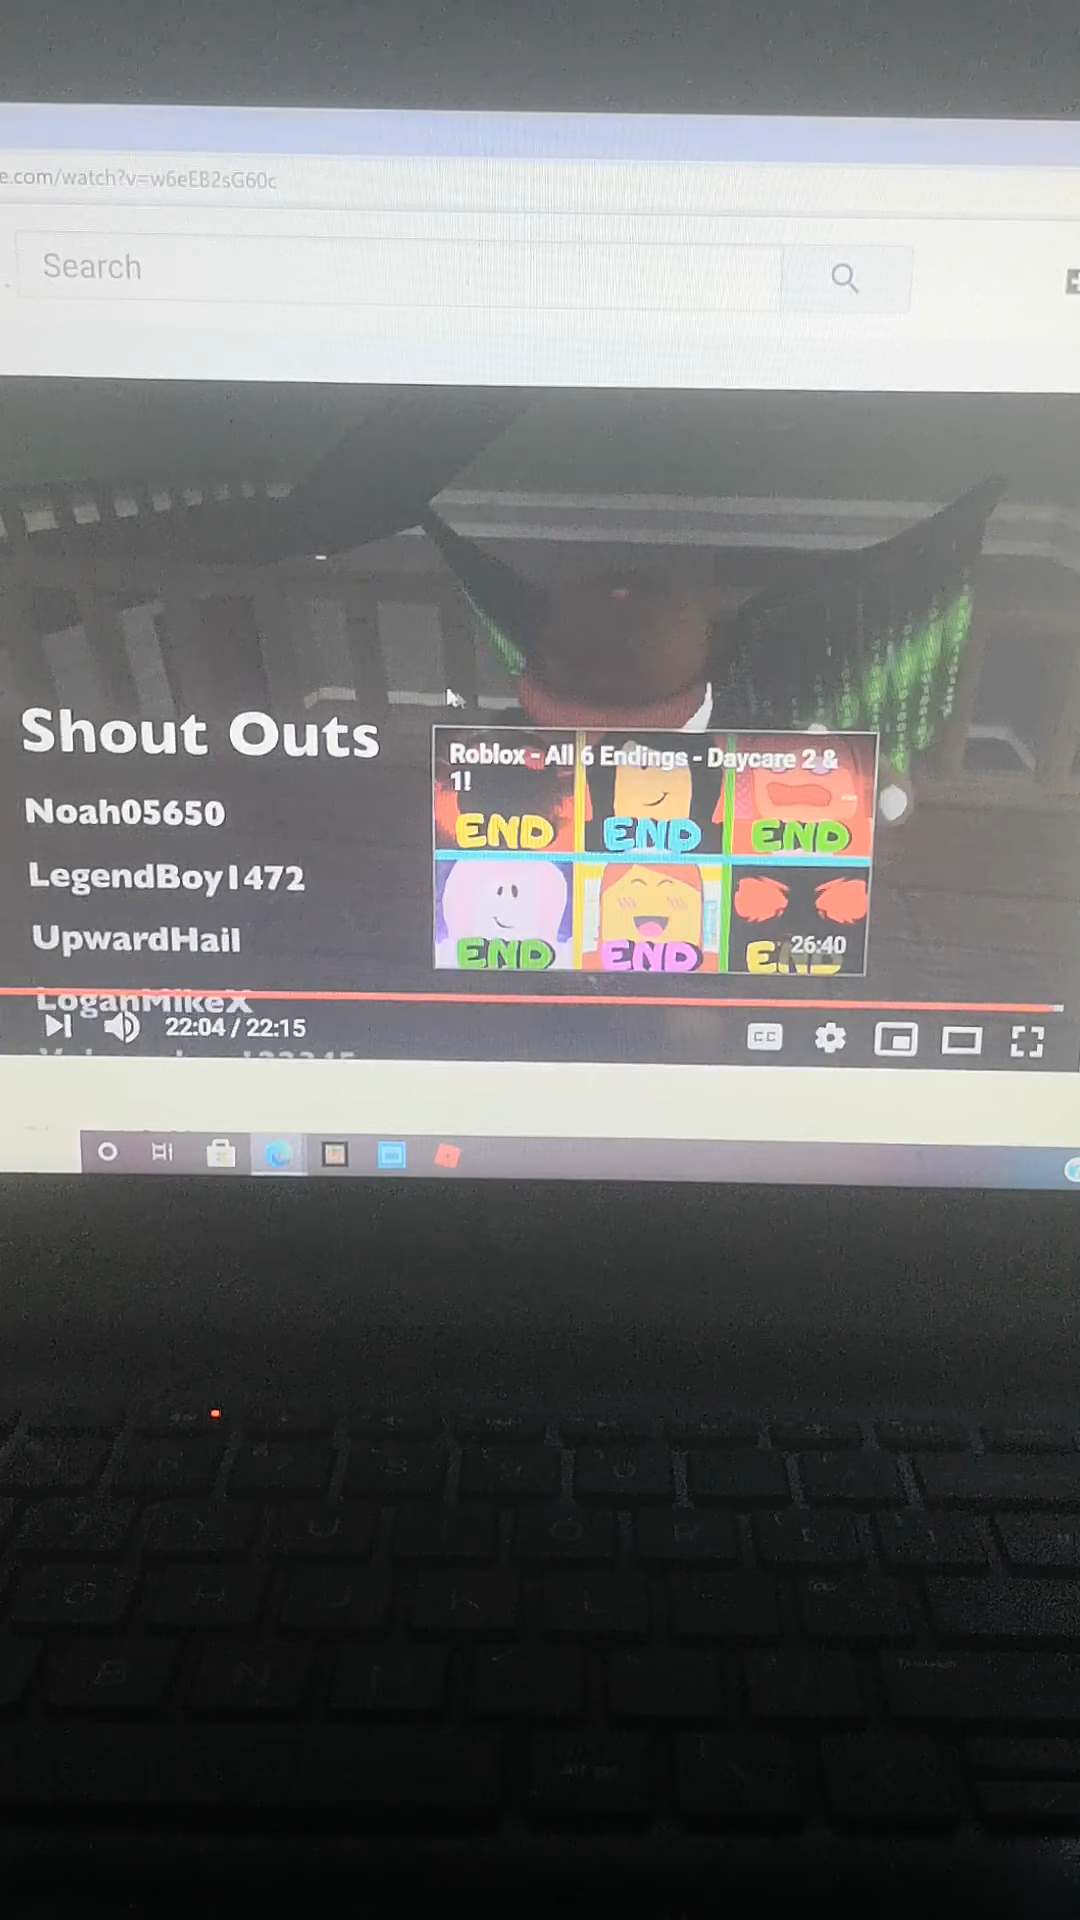 e.com/watch?v=w6eEB2sG60c
Search
Shout Outs
Noah05650
LegendBoy1472
UpwardHail
LoganMikeX
Roblox - All 6 Endings - Daycare 2 &
1!
END END END
END END END
26:40
22:04 / 22:15
CC